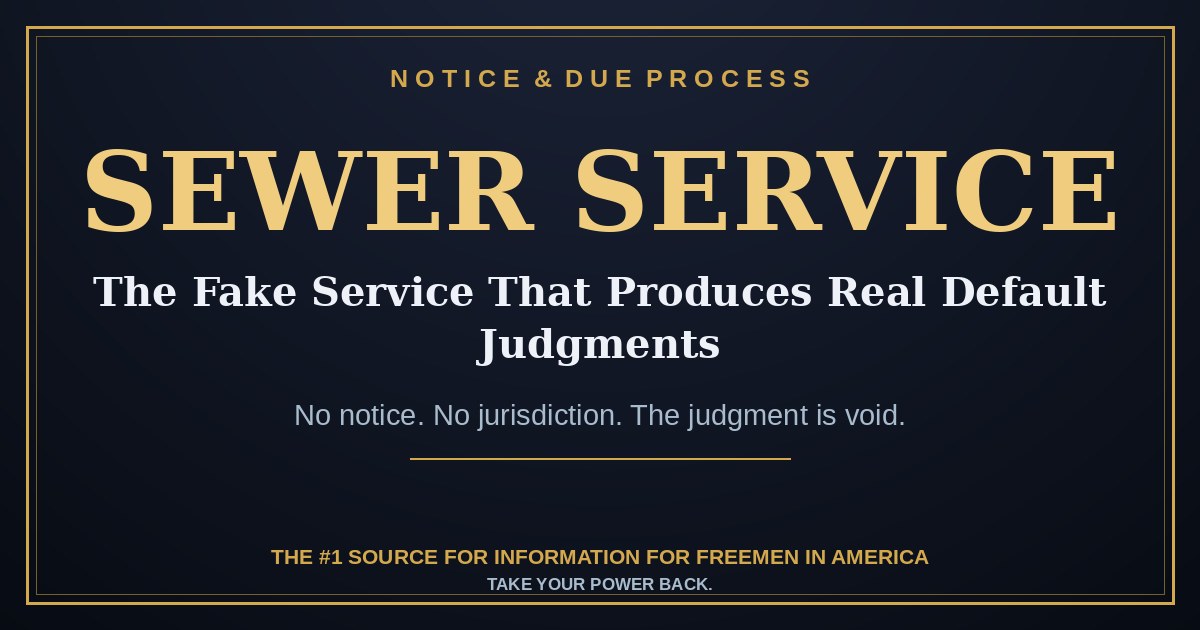 NOTICE & DUE PROCESS
SEWER SERVICE
The Fake Service That Produces Real Default
Judgments
No notice. No jurisdiction. The judgment is void.
THE #1 SOURCE FOR INFORMATION FOR FREEMEN IN AMERICA
TAKE YOUR POWER BACK.